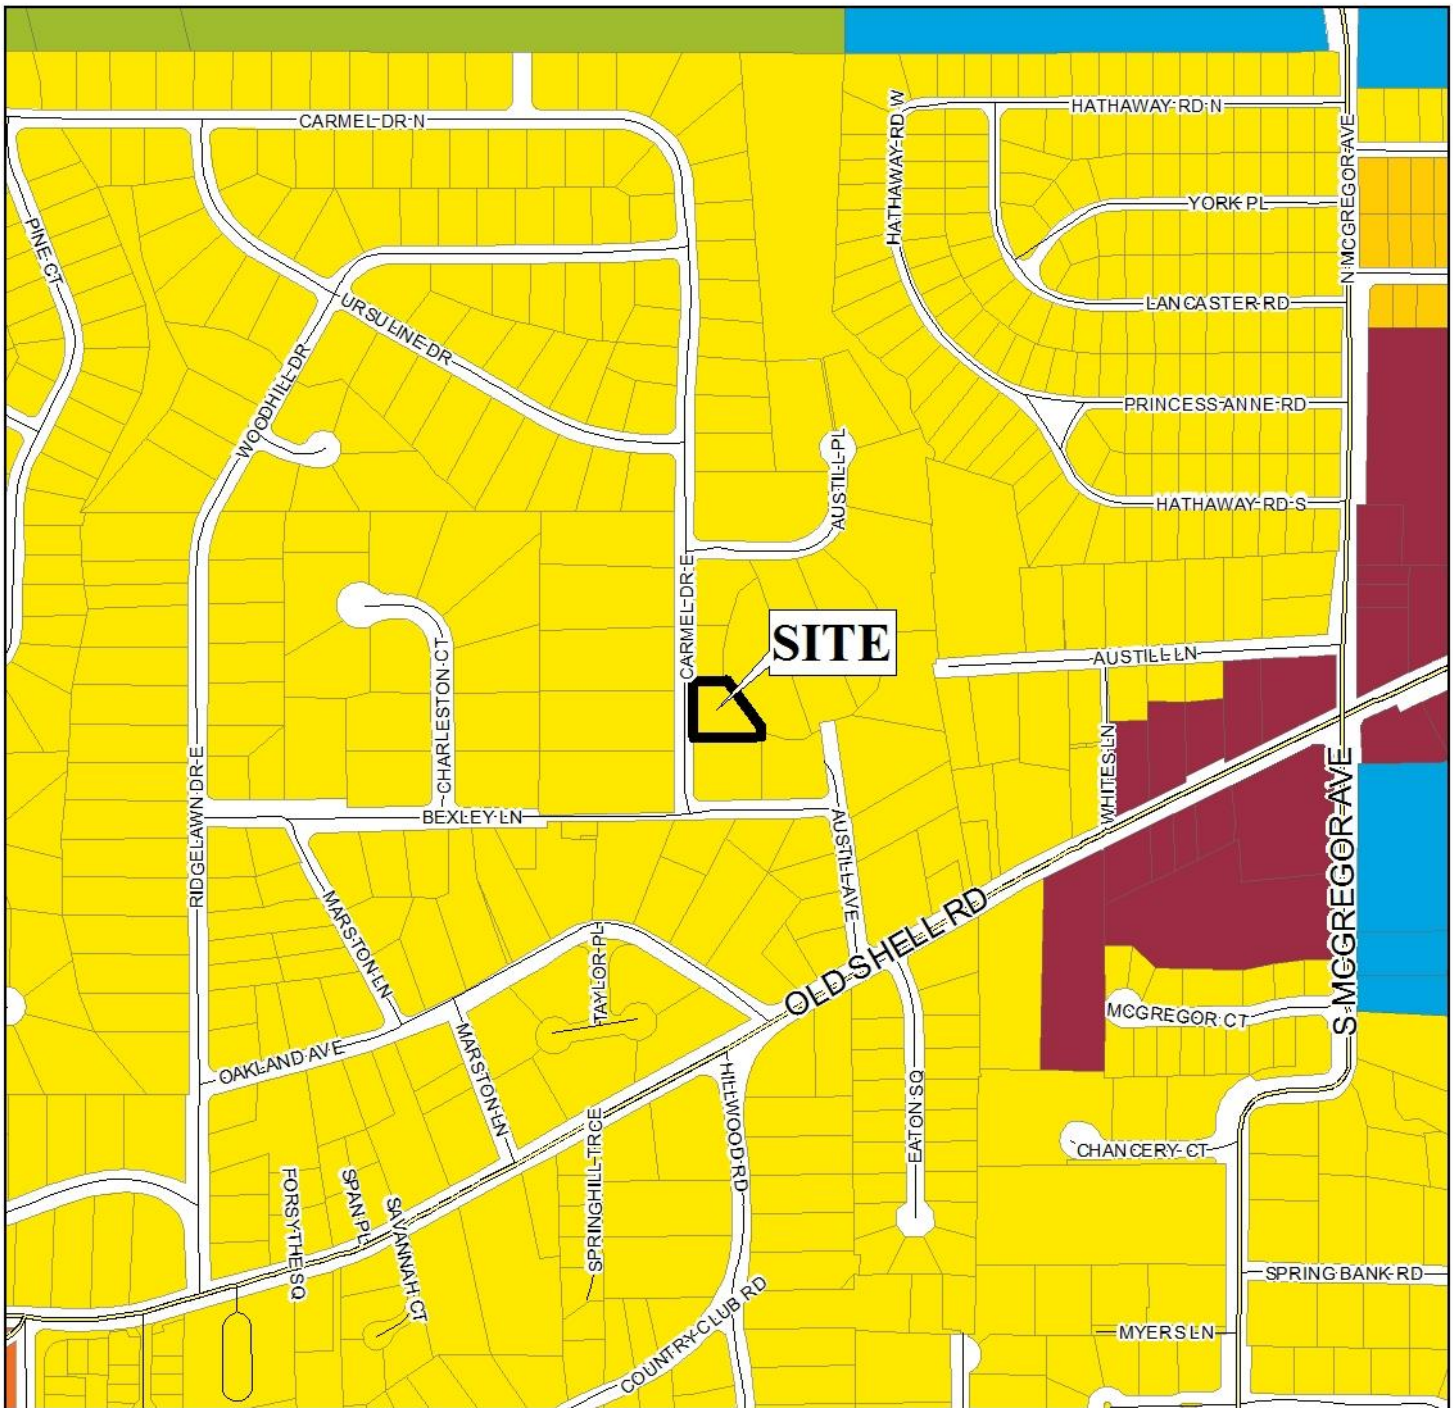 CARMEL DR N
HATHAWAY RD N
HATHAWAY RD W
N MCGREGOR AVE
YORK PL
PINE CT
LANCASTER RD
URSULINE DR
WOODHILL DR
PRINCESS ANNE RD
AUSTILL PL
HATHAWAY RD S
CARMEL DR E
SITE
AUSTILL LN
CHARLESTON CT
WHITES LN
RIDGELAWN DR E
BEXLEY LN
S MCGREGOR AVE
AUSTILL AVE
MARSTON LN
OLD SHELL RD
TAYLOR PL
MCGREGOR CT
OAKLAND AVE
MARSTON LN
HILLWOOD RD
EATON SQ
SPRINGHILL TRCE
CHANCERY CT
FORSYTHE SQ
SPAN PL
SAVANNAH CT
SPRING BANK RD
COUNTRY CLUB RD
MYERS LN